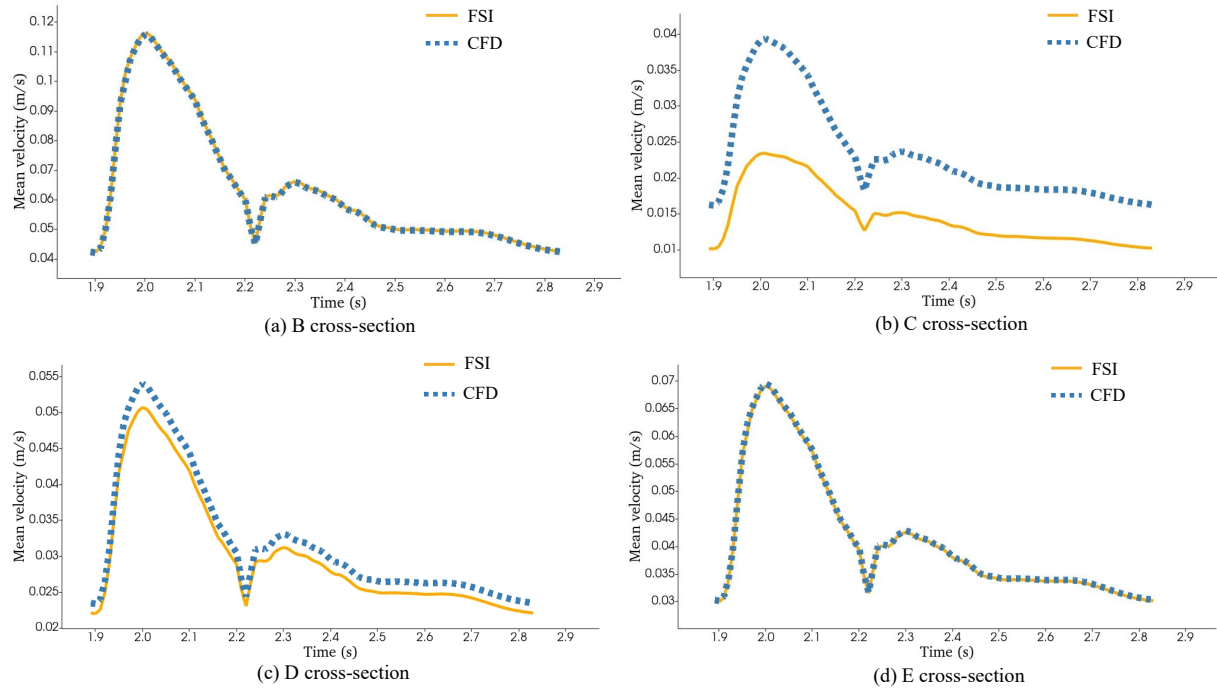 FSI
CFD
Mean velocity (m/s)
0.12
0.11
0.1
0.09
0.08
0.07
0.06
0.05
0.04
1.9 2.0 2.1 2.2 2.3 2.4 2.5 2.6 2.7 2.8 2.9
Time (s)
(a) B cross-section
FSI
CFD
Mean velocity (m/s)
0.04
0.035
0.03
0.025
0.02
0.015
0.01
1.9 2.0 2.1 2.2 2.3 2.4 2.5 2.6 2.7 2.8 2.9
Time (s)
(b) C cross-section
FSI
CFD
Mean velocity (m/s)
0.055
0.05
0.045
0.04
0.035
0.03
0.025
0.02
1.9 2.0 2.1 2.2 2.3 2.4 2.5 2.6 2.7 2.8 2.9
Time (s)
(c) D cross-section
FSI
CFD
Mean velocity (m/s)
0.07
0.065
0.06
0.055
0.05
0.045
0.04
0.035
0.03
1.9 2.0 2.1 2.2 2.3 2.4 2.5 2.6 2.7 2.8 2.9
Time (s)
(d) E cross-section